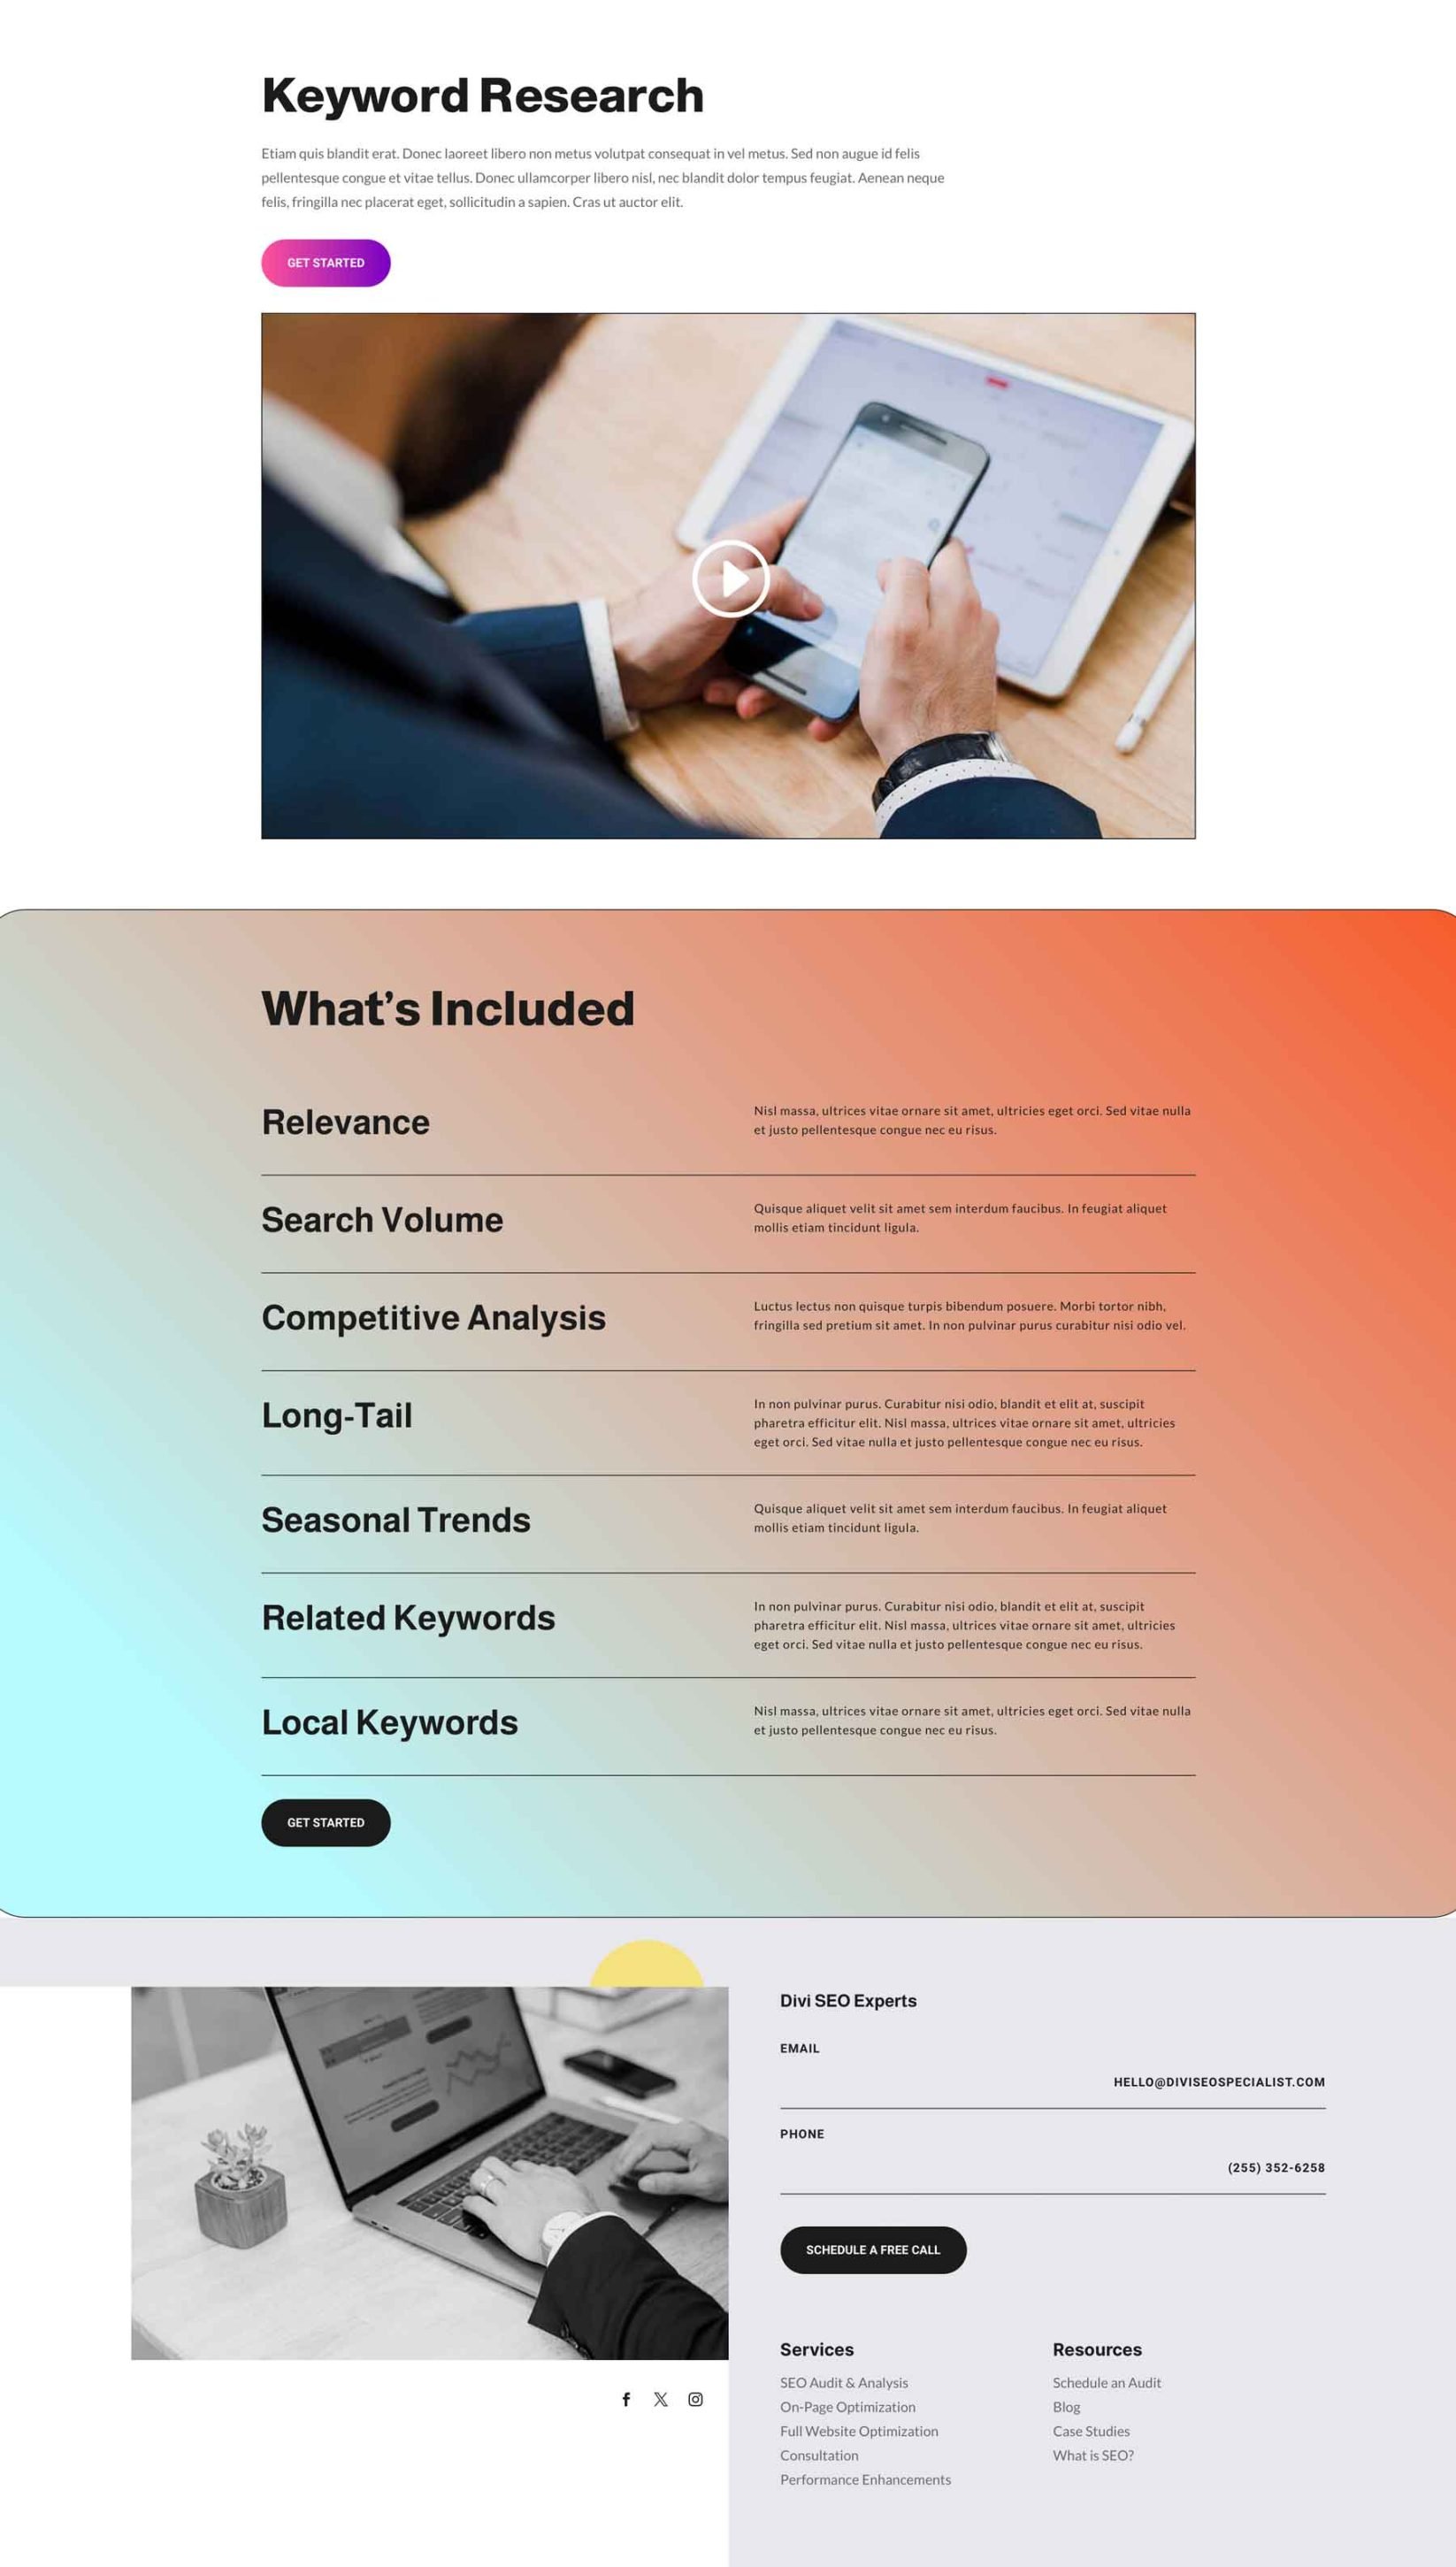 Keyword Research
Etiam quis blandit erat. Donec laoreet libero non metus volutpat consequat in vel metus. Sed non augue id felis
pellentesque congue et vitae tellus. Donec ullamcorper libero nisl, nec blandit dolor tempus feugiat. Aenean neque
felis, fringilla nec placerat eget, sollicitudin a sapien. Cras ut auctor elit.
GET STARTED
What’s Included
Relevance
Nisl massa, ultrices vitae ornare sit amet, ultricies eget orci. Sed vitae nulla
et justo pellentesque congue nec eu risus.
Search Volume
Quisque aliquet velit sit amet sem interdum faucibus. In feugiat aliquet
mollis etiam tincidunt ligula.
Competitive Analysis
Luctus lectus non quisque turpis bibendum posuere. Morbi tortor nibh,
fringilla sed pretium sit amet. In non pulvinar purus curabitur nisi odio vel.
Long-Tail
In non pulvinar purus. Curabitur nisi odio, blandit et elit at, suscipit
pharetra efficitur elit. Nisl massa, ultrices vitae ornare sit amet, ultricies
eget orci. Sed vitae nulla et justo pellentesque congue nec eu risus.
Seasonal Trends
Quisque aliquet velit sit amet sem interdum faucibus. In feugiat aliquet
mollis etiam tincidunt ligula.
Related Keywords
In non pulvinar purus. Curabitur nisi odio, blandit et elit at, suscipit
pharetra efficitur elit. Nisl massa, ultrices vitae ornare sit amet, ultricies
eget orci. Sed vitae nulla et justo pellentesque congue nec eu risus.
Local Keywords
Nisl massa, ultrices vitae ornare sit amet, ultricies eget orci. Sed vitae nulla
et justo pellentesque congue nec eu risus.
GET STARTED
Divi SEO Experts
EMAIL
HELLO@DIVISEOSPECIALIST.COM
PHONE
(255) 352-6258
SCHEDULE A FREE CALL
Services
SEO Audit & Analysis
On-Page Optimization
Full Website Optimization
Consultation
Performance Enhancements
Resources
Schedule an Audit
Blog
Case Studies
What is SEO?